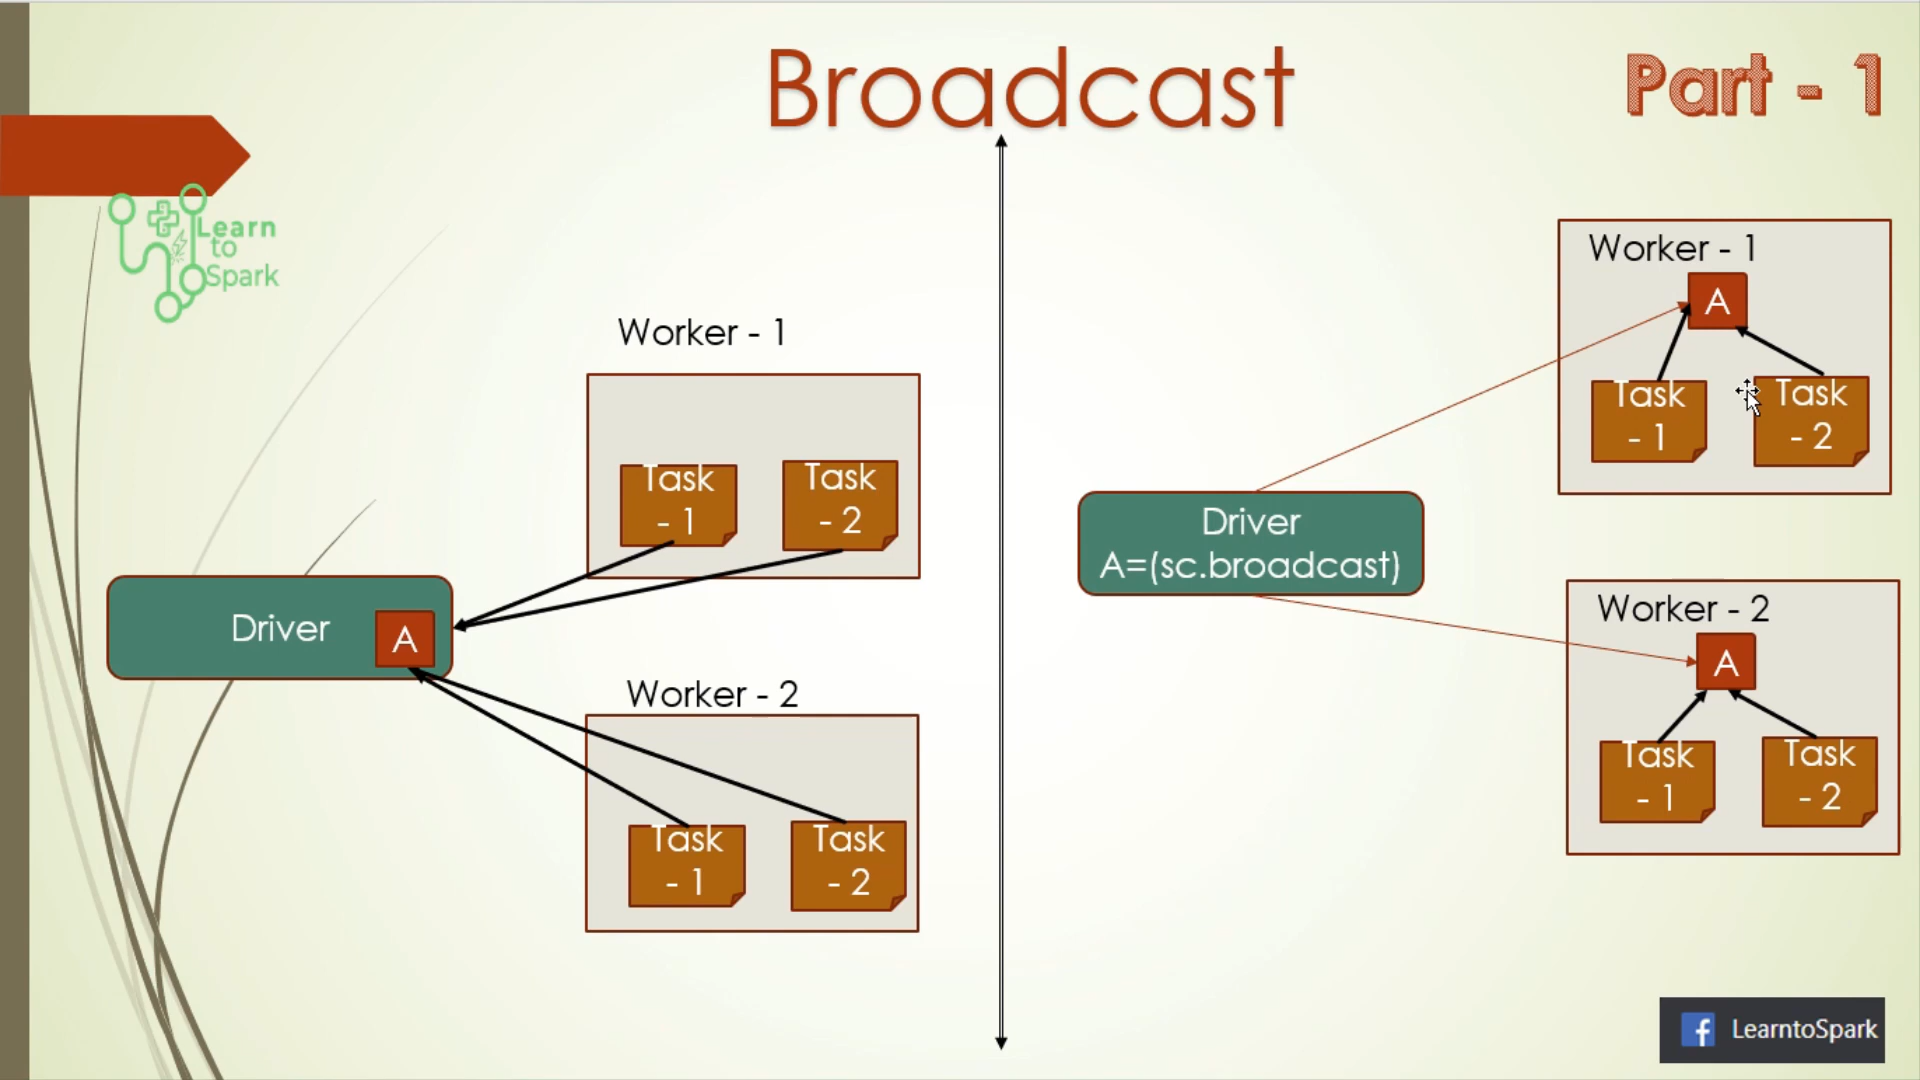 Broadcast
Part - 1
Learn
to
Spark
Worker - 1
Task
- 1
Task
- 2
Driver
A
Worker - 2
Task
- 1
Task
- 2
Worker - 1
A
Task
- 1
Task
- 2
Driver
A=(sc.broadcast)
Worker - 2
A
Task
- 1
Task
- 2
LearntoSpark